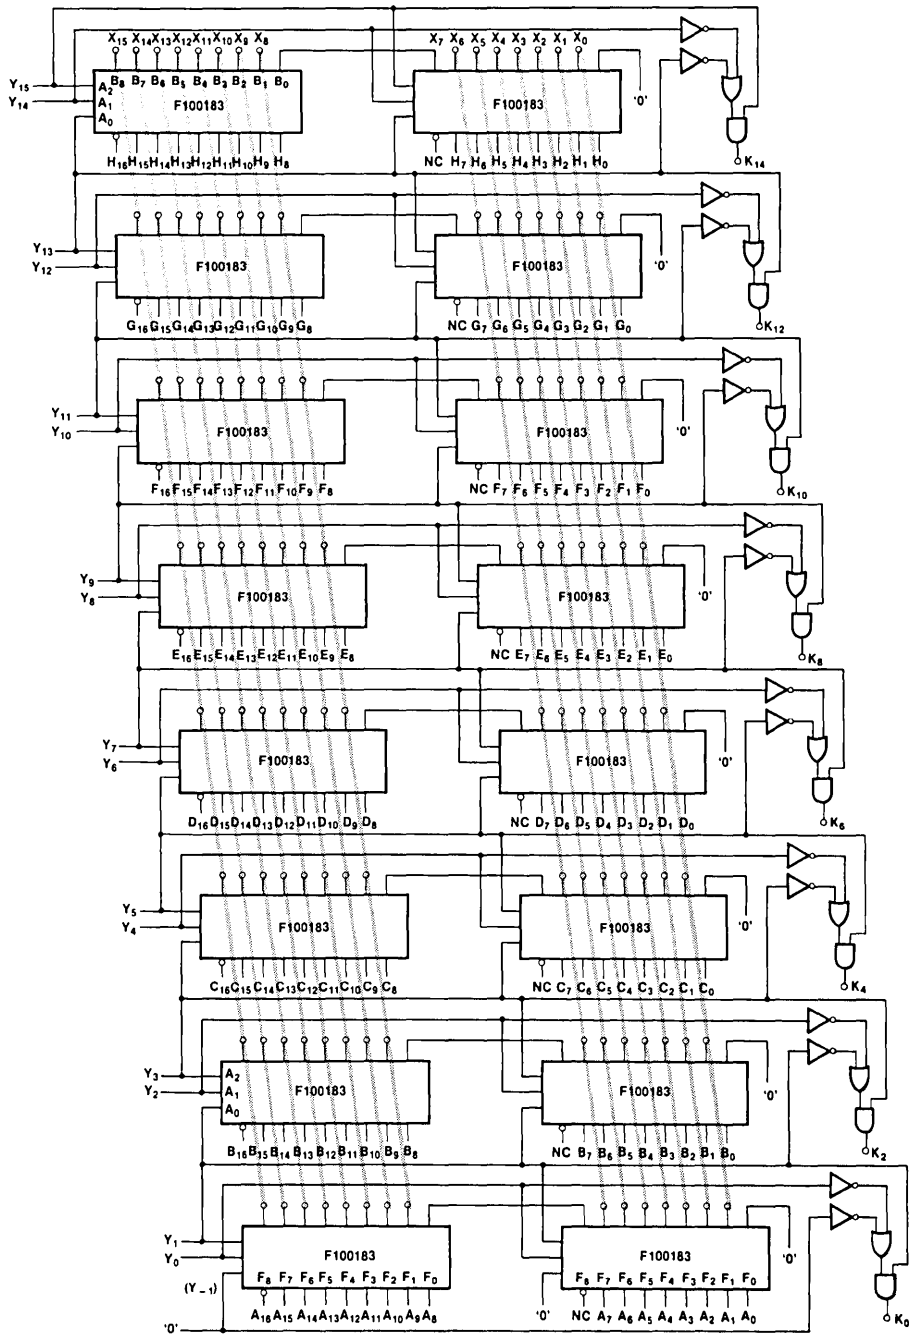 X15 X14 X13 X12 X11 X10 X9 X8 X7 X6 X5 X4 X3 X2 X1 X0
Y15 A2 B8 B7 B6 B5 B4 B3 B2 B1 B0
Y14 A1 F100183 F100183 '0'
A0
H16 H15 H14 H13 H12 H11 H10 H9 H8 NC H7 H6 H5 H4 H3 H2 H1 H0 K14
Y13
Y12 F100183 F100183 '0'
G16 G15 G14 G13 G12 G11 G10 G9 G8 NC G7 G6 G5 G4 G3 G2 G1 G0 K12
Y11
Y10 F100183 F100183 '0'
F16 F15 F14 F13 F12 F11 F10 F9 F8 NC F7 F6 F5 F4 F3 F2 F1 F0 K10
Y9
Y8 F100183 F100183 '0'
E16 E15 E14 E13 E12 E11 E10 E9 E8 NC E7 E6 E5 E4 E3 E2 E1 E0 K8
Y7
Y6 F100183 F100183 '0'
D16 D15 D14 D13 D12 D11 D10 D9 D8 NC D7 D6 D5 D4 D3 D2 D1 D0 K6
Y5
Y4 F100183 F100183 '0'
C16 C15 C14 C13 C12 C11 C10 C9 C8 NC C7 C6 C5 C4 C3 C2 C1 C0 K4
Y3 A2
Y2 A1 F100183 F100183 '0'
A0
B16 B15 B14 B13 B12 B11 B10 B9 B8 NC B7 B6 B5 B4 B3 B2 B1 B0 K2
Y1
Y0 F100183 F100183 '0'
(Y–1) F8 F7 F6 F5 F4 F3 F2 F1 F0 F8 F7 F6 F5 F4 F3 F2 F1 F0
'0' A16 A15 A14 A13 A12 A11 A10 A9 A8 '0' NC A7 A6 A5 A4 A3 A2 A1 A0 K0